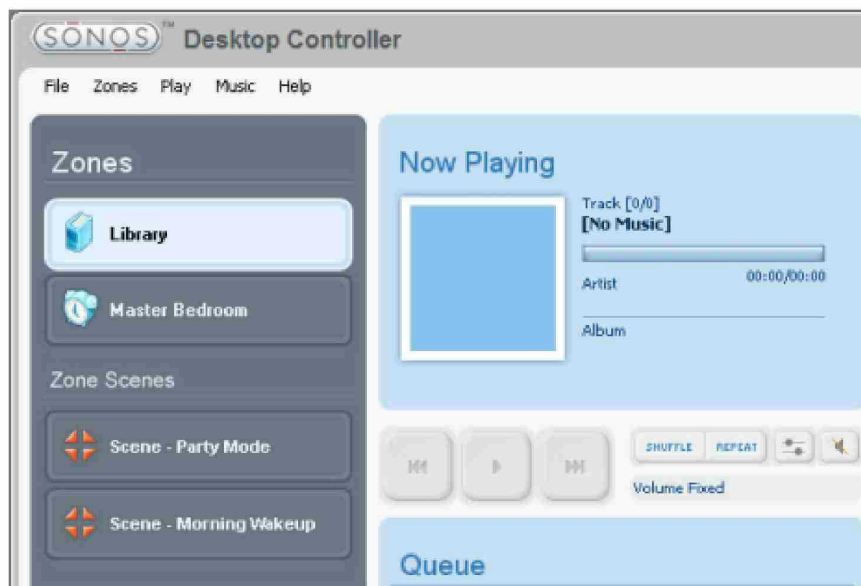 SONOS™ Desktop Controller
File Zones Play Music Help
Zones
Library
Master Bedroom
Zone Scenes
Scene - Party Mode
Scene - Morning Wakeup
Now Playing
Track [0/0]
[No Music]
00:00/00:00
Artist
Album
SHUFFLE REPEAT
Volume Fixed
Queue